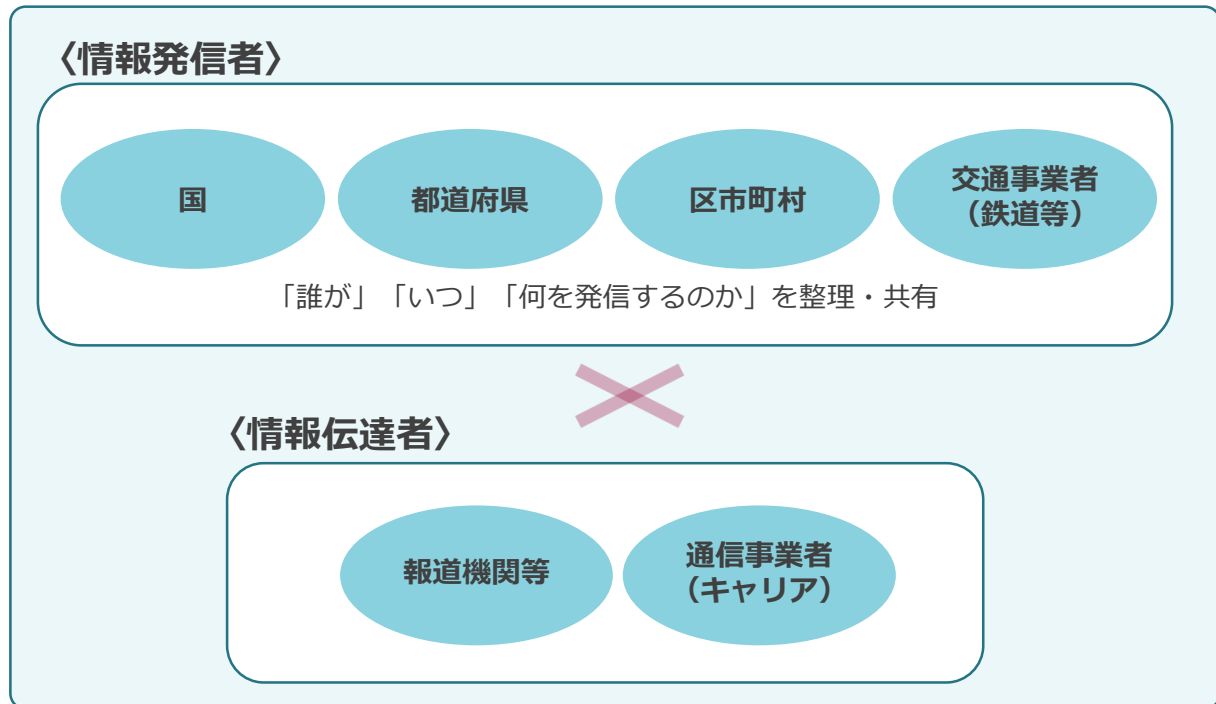 〈情報発信者〉
国
都道府県
区市町村
交通事業者
（鉄道等）
「誰が」「いつ」「何を発信するのか」を整理・共有
〈情報伝達者〉
報道機関等
通信事業者
（キャリア）